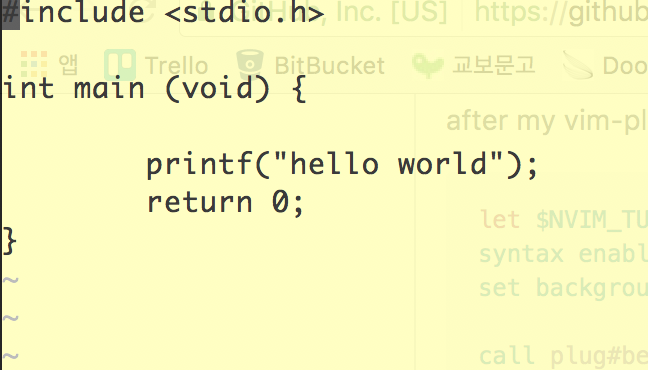 #include <stdio.h>
GitHub, Inc. [US] https://github
앱 Trello BitBucket 교보문고 Doo
int main (void) {
after my vim-pl
printf("hello world");
return 0;
let $NVIM_TU
}
syntax enabl
~
set backgrou
~
~
call plug#be